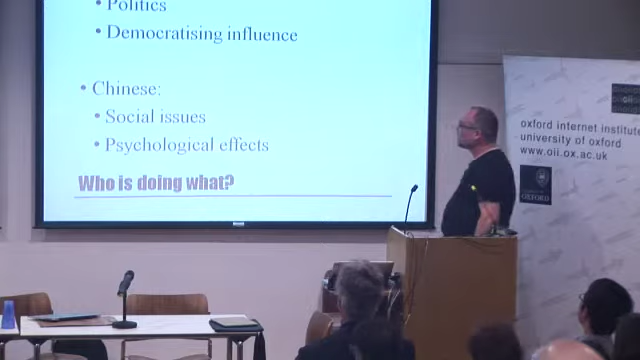 • Politics
• Democratising influence
• Chinese:
• Social issues
• Psychological effects
Who is doing what?
oxford internet institute
university of oxford
www.oii.ox.ac.uk
oii
OXFORD